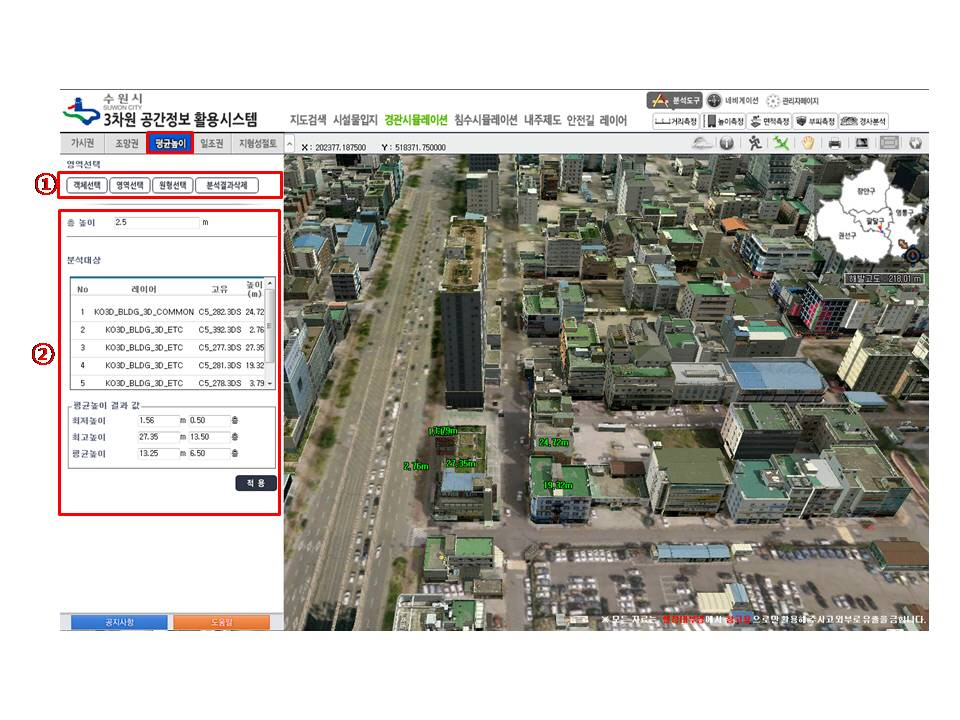 수원시
SUWON CITY
3차원 공간정보 활용시스템
지도검색 시설물입지 경관시뮬레이션 침수시뮬레이션 내주제도 안전길 레이어
분석도구 네비게이션 관리자페이지
거리측정 높이측정 면적측정 부피측정 경사분석
가시권 조망권 평균높이 일조권 지형성절토
X : 202377.187500 Y : 518371.750000
영역선택
①
객체선택 영역선택 원형선택 분석결과삭제
②
층 높이 2.5 m
분석대상
No 레이어 고유 높이(m)
1 KO3D_BLDG_3D_COMMON C5_282.3DS 24.72
2 KO3D_BLDG_3D_ETC C5_392.3DS 2.76
3 KO3D_BLDG_3D_ETC C5_277.3DS 27.35
4 KO3D_BLDG_3D_ETC C5_281.3DS 19.32
5 KO3D_BLDG_3D_ETC C5_278.3DS 3.79
평균높이 결과 값
최저높이 1.56 m 0.50 층
최고높이 27.35 m 13.50 층
평균높이 13.25 m 6.50 층
적 용
공지사항 도움말
장안구
영통구
팔달구
권선구
해발고도 - 218.01 m
24.72m
2.76m
27.35m
19.32m
※ 모든 자료는, 에서 참고용으로만 활용해 주시고 외부로 유출을 금합니다.